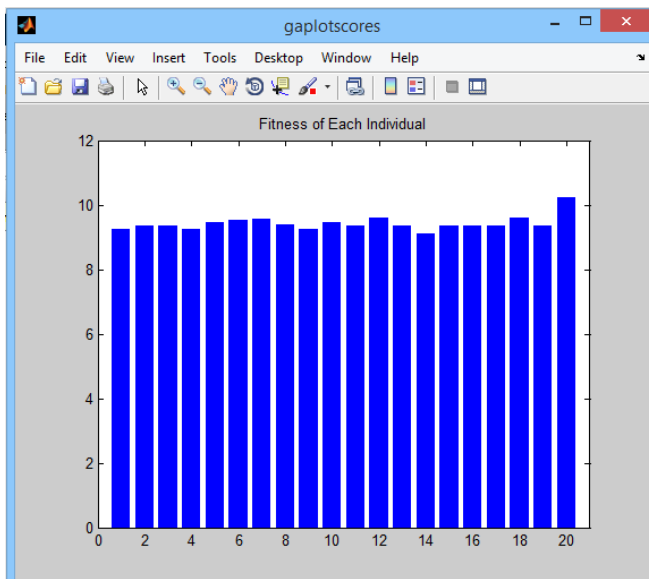 gaplotscores
File Edit View Insert Tools Desktop Window Help
Fitness of Each Individual
12
10
8
6
4
2
0
0 2 4 6 8 10 12 14 16 18 20